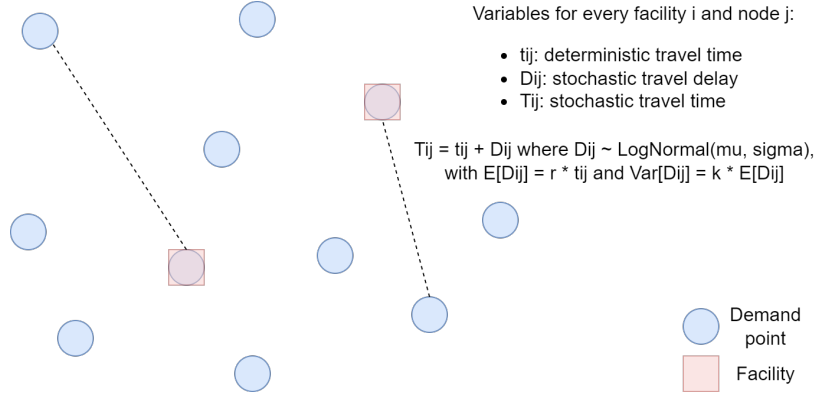 Variables for every facility i and node j:
• tij: deterministic travel time
• Dij: stochastic travel delay
• Tij: stochastic travel time
Tij = tij + Dij where Dij ~ LogNormal(mu, sigma),
with E[Dij] = r * tij and Var[Dij] = k * E[Dij]
Demand
point
Facility